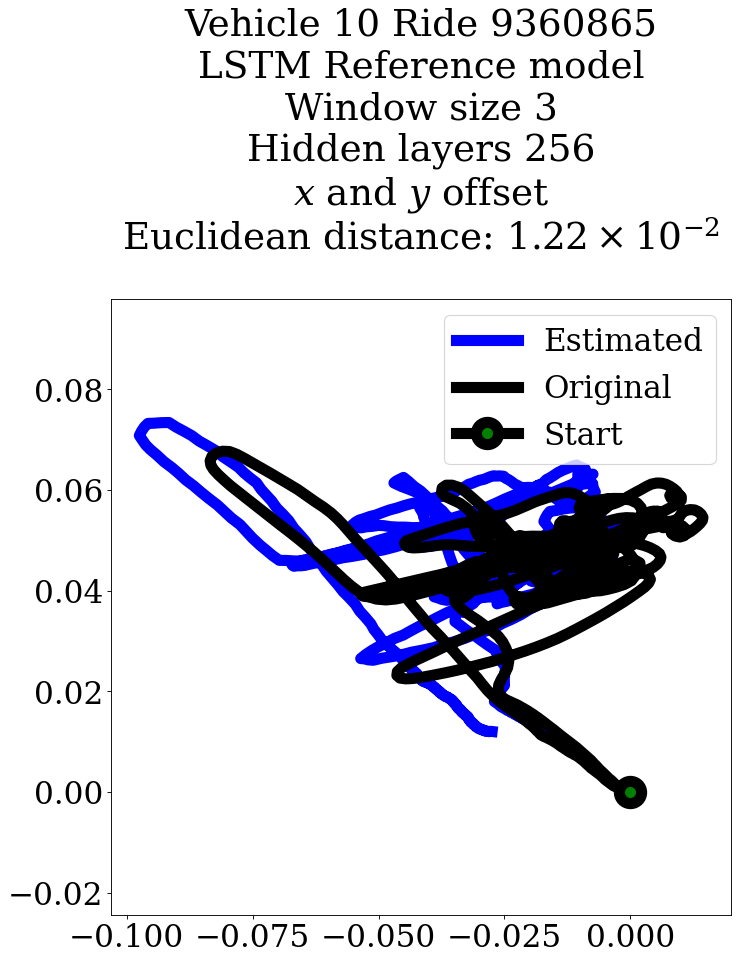 Vehicle 10 Ride 9360865
LSTM Reference model
Window size 3
Hidden layers 256
x and y offset
Euclidean distance: 1.22 × 10⁻²
Estimated
Original
Start
0.08
0.06
0.04
0.02
0.00
−0.02
−0.100 −0.075 −0.050 −0.025 0.000